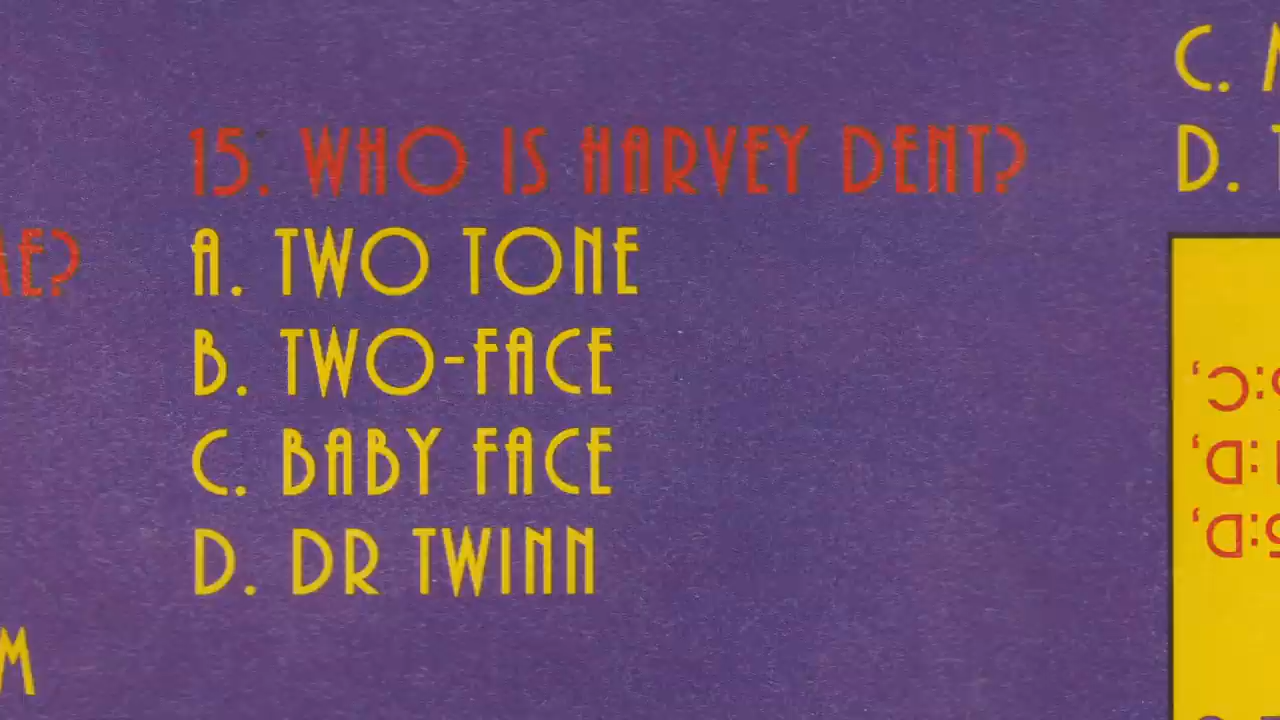 15. WHO IS HARVEY DENT?
A. TWO TONE
B. TWO-FACE
C. BABY FACE
D. DR TWINN
C.
D.